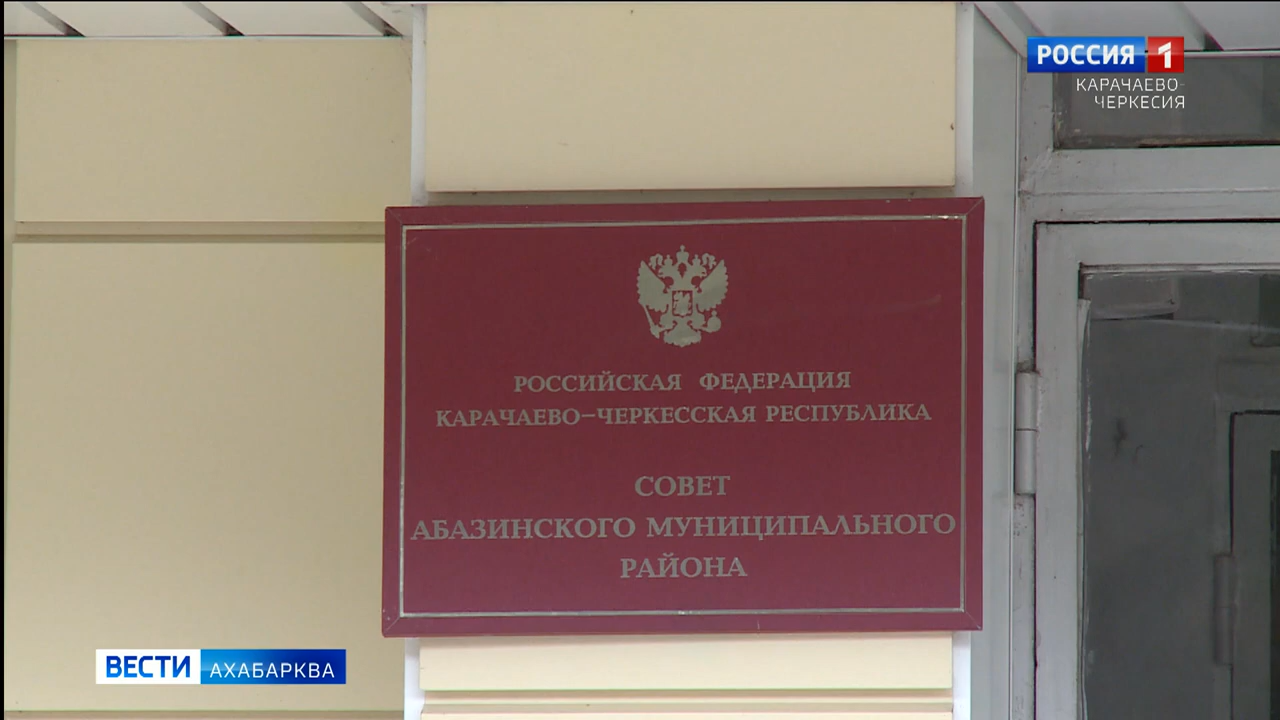 РОССИЯ 1
КАРАЧАЕВО-
ЧЕРКЕСИЯ
РОССИЙСКАЯ ФЕДЕРАЦИЯ
КАРАЧАЕВО-ЧЕРКЕССКАЯ РЕСПУБЛИКА
СОВЕТ
АБАЗИНСКОГО МУНИЦИПАЛЬНОГО
РАЙОНА
ВЕСТИ АХАБАРКВА